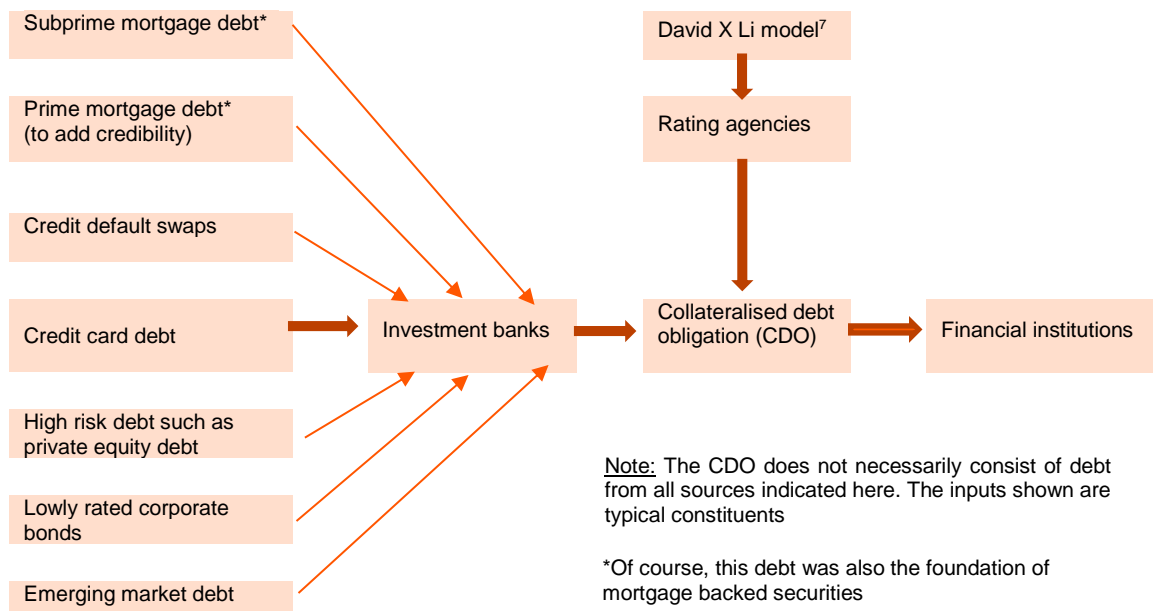 Subprime mortgage debt*
Prime mortgage debt*
(to add credibility)
Credit default swaps
Credit card debt
High risk debt such as
private equity debt
Lowly rated corporate
bonds
Emerging market debt
Investment banks
David X Li model⁷
Rating agencies
Collateralised debt
obligation (CDO)
Financial institutions
Note: The CDO does not necessarily consist of debt
from all sources indicated here. The inputs shown are
typical constituents
*Of course, this debt was also the foundation of
mortgage backed securities